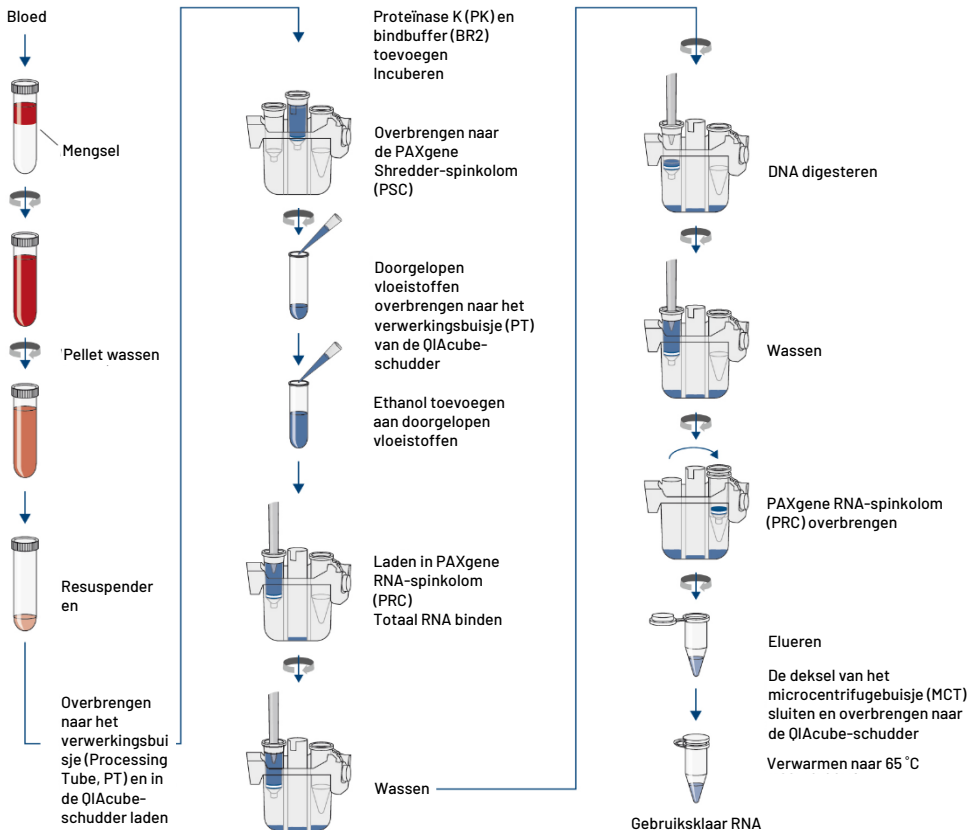 Bloed
Mengsel
'Pellet wassen
Resuspender
en
Overbrengen
naar het
verwerkingsbui
sje (Processing
Tube, PT) en in
de QIAcube-
schudder laden
Proteïnase K (PK) en
bindbuffer (BR2)
toevoegen
Incuberen
Overbrengen naar
de PAXgene
Shredder-spinkolom
(PSC)
Doorgelopen
vloeistoffen
overbrengen naar het
verwerkingsbuisje (PT)
van de QIAcube-
schudder
Ethanol toevoegen
aan doorgelopen
vloeistoffen
Laden in PAXgene
RNA-spinkolom
(PRC)
Totaal RNA binden
Wassen
DNA digesteren
Wassen
PAXgene RNA-spinkolom
(PRC) overbrengen
Elueren
De deksel van het
microcentrifugebuisje (MCT)
sluiten en overbrengen naar
de QIAcube-schudder
Verwarmen naar 65 ˚C
Gebruiksklaar RNA